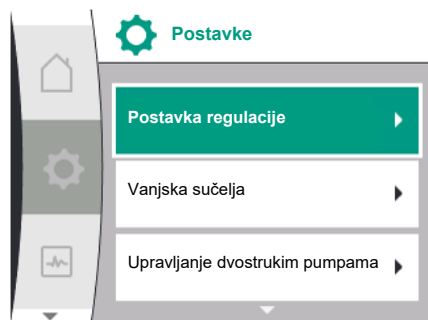 Postavke
Postavka regulacije
Vanjska sučelja
Upravljanje dvostrukim pumpama